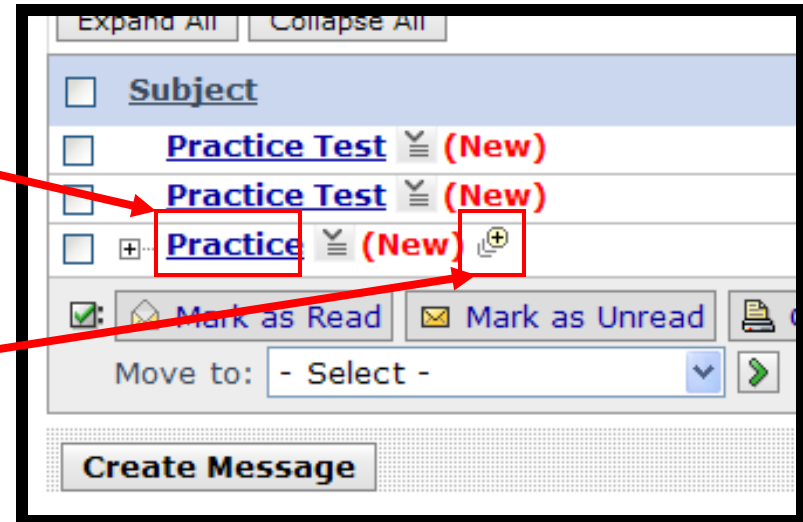 Expand All Collapse All
Subject
Practice Test (New)
Practice Test (New)
Practice (New)
: Mark as Read Mark as Unread
Move to: - Select -
Create Message